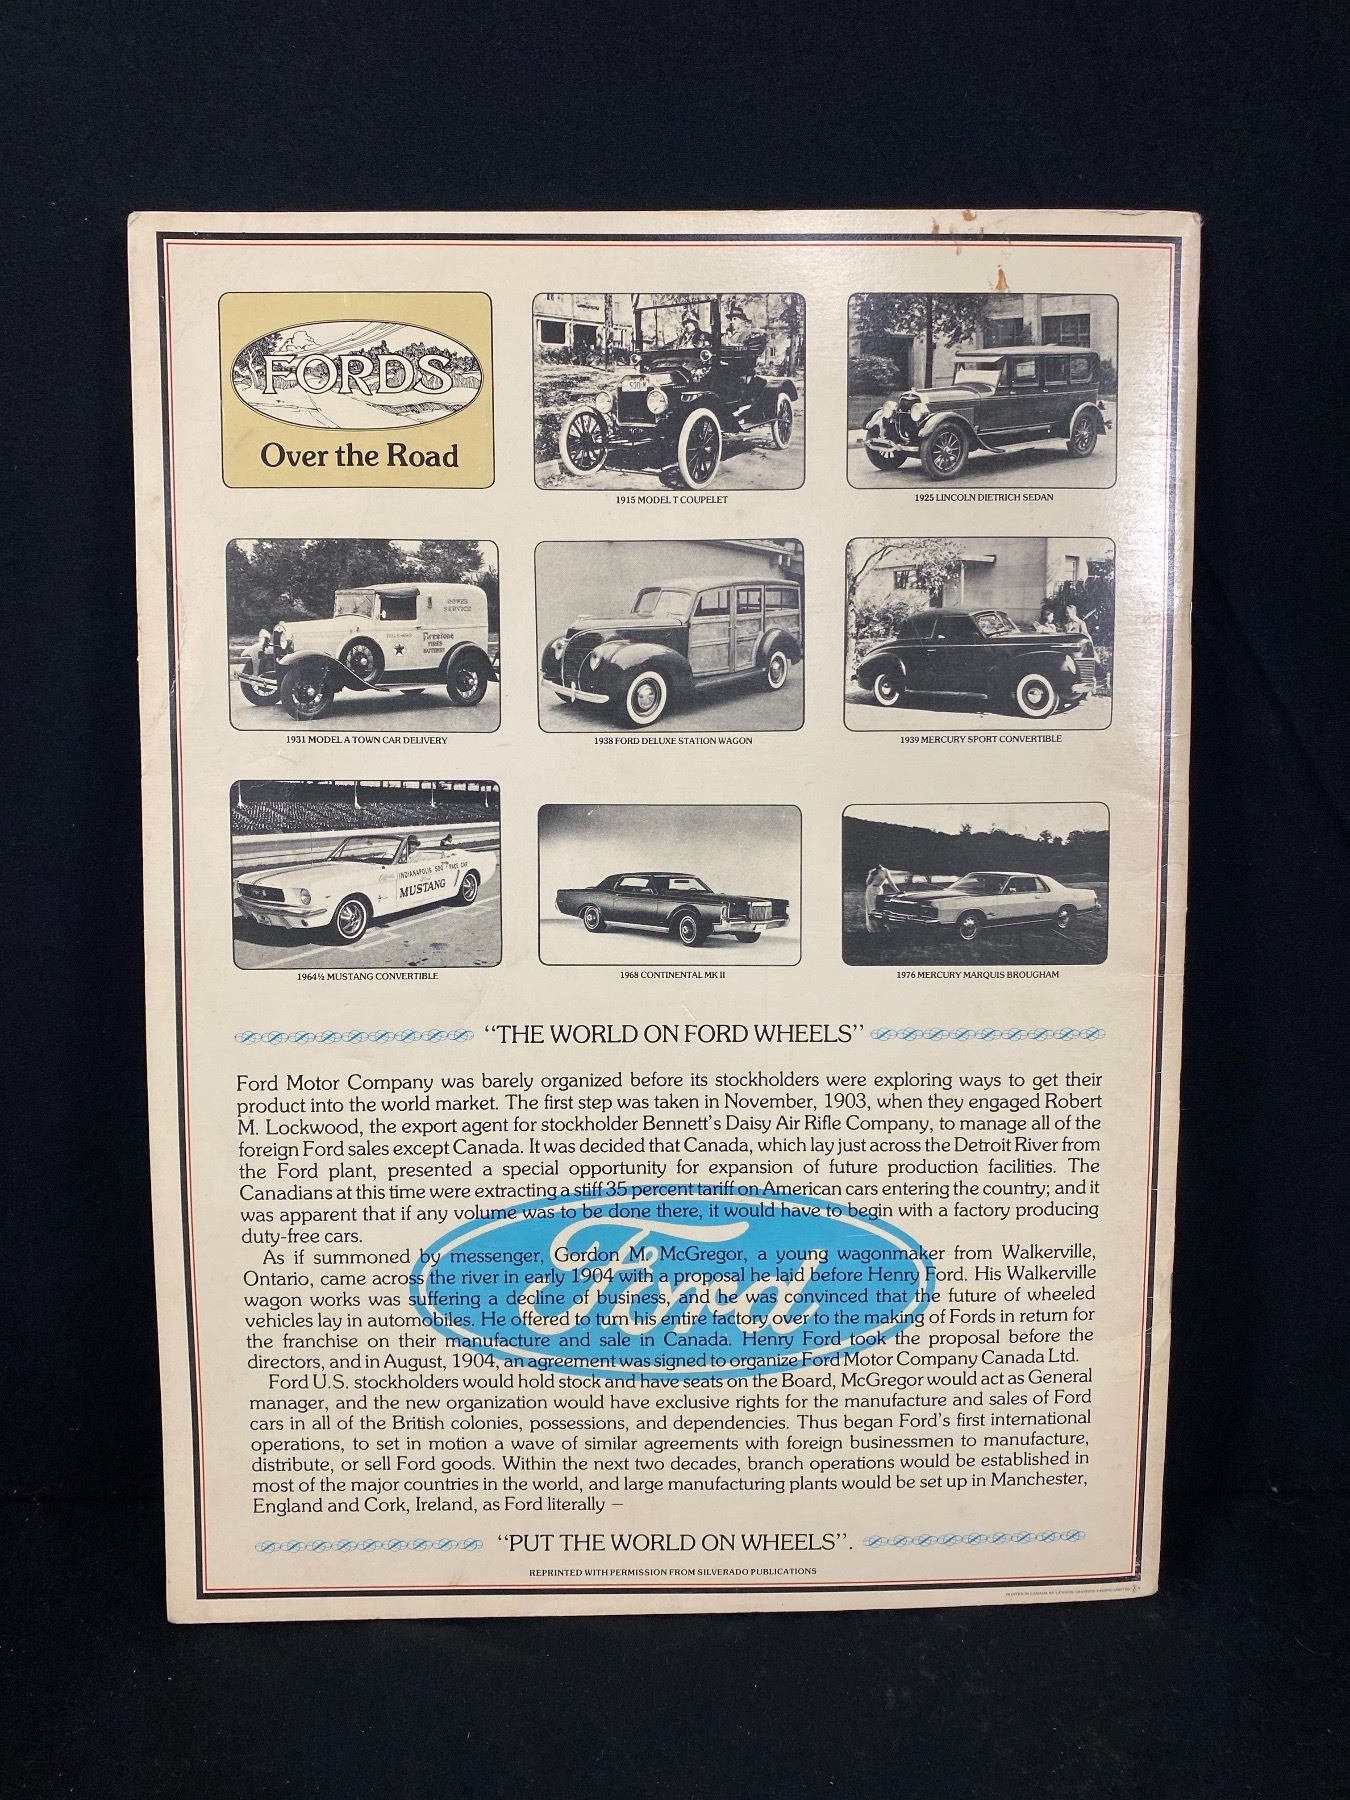 FORDS
Over the Road
1915 MODEL T COUPELET
1925 LINCOLN DIETRICH SEDAN
POWER
SERVICE
Firestone
TIRES
BATTERIES
1931 MODEL A TOWN CAR DELIVERY
1938 FORD DELUXE STATION WAGON
1939 MERCURY SPORT CONVERTIBLE
INDIANAPOLIS 500 PACE CAR
MUSTANG
1964½ MUSTANG CONVERTIBLE
1968 CONTINENTAL MK II
1976 MERCURY MARQUIS BROUGHAM
"THE WORLD ON FORD WHEELS"
Ford Motor Company was barely organized before its stockholders were exploring ways to get their
product into the world market. The first step was taken in November, 1903, when they engaged Robert
M. Lockwood, the export agent for stockholder Bennett's Daisy Air Rifle Company, to manage all of the
foreign Ford sales except Canada. It was decided that Canada, which lay just across the Detroit River from
the Ford plant, presented a special opportunity for expansion of future production facilities. The
Canadians at this time were extracting a stiff 35 percent tariff on American cars entering the country; and it
was apparent that if any volume was to be done there, it would have to begin with a factory producing
duty-free cars.
As if summoned by messenger, Gordon M. McGregor, a young wagonmaker from Walkerville,
Ontario, came across the river in early 1904 with a proposal he laid before Henry Ford. His Walkerville
wagon works was suffering a decline of business, and he was convinced that the future of wheeled
vehicles lay in automobiles. He offered to turn his entire factory over to the making of Fords in return for
the franchise on their manufacture and sale in Canada. Henry Ford took the proposal before the
directors, and in August, 1904, an agreement was signed to organize Ford Motor Company Canada Ltd.
Ford U.S. stockholders would hold stock and have seats on the Board, McGregor would act as General
manager, and the new organization would have exclusive rights for the manufacture and sales of Ford
cars in all of the British colonies, possessions, and dependencies. Thus began Ford's first international
operations, to set in motion a wave of similar agreements with foreign businessmen to manufacture,
distribute, or sell Ford goods. Within the next two decades, branch operations would be established in
most of the major countries in the world, and large manufacturing plants would be set up in Manchester,
England and Cork, Ireland, as Ford literally —
Ford
"PUT THE WORLD ON WHEELS".
REPRINTED WITH PERMISSION FROM SILVERADO PUBLICATIONS
PRINTED IN CANADA BY